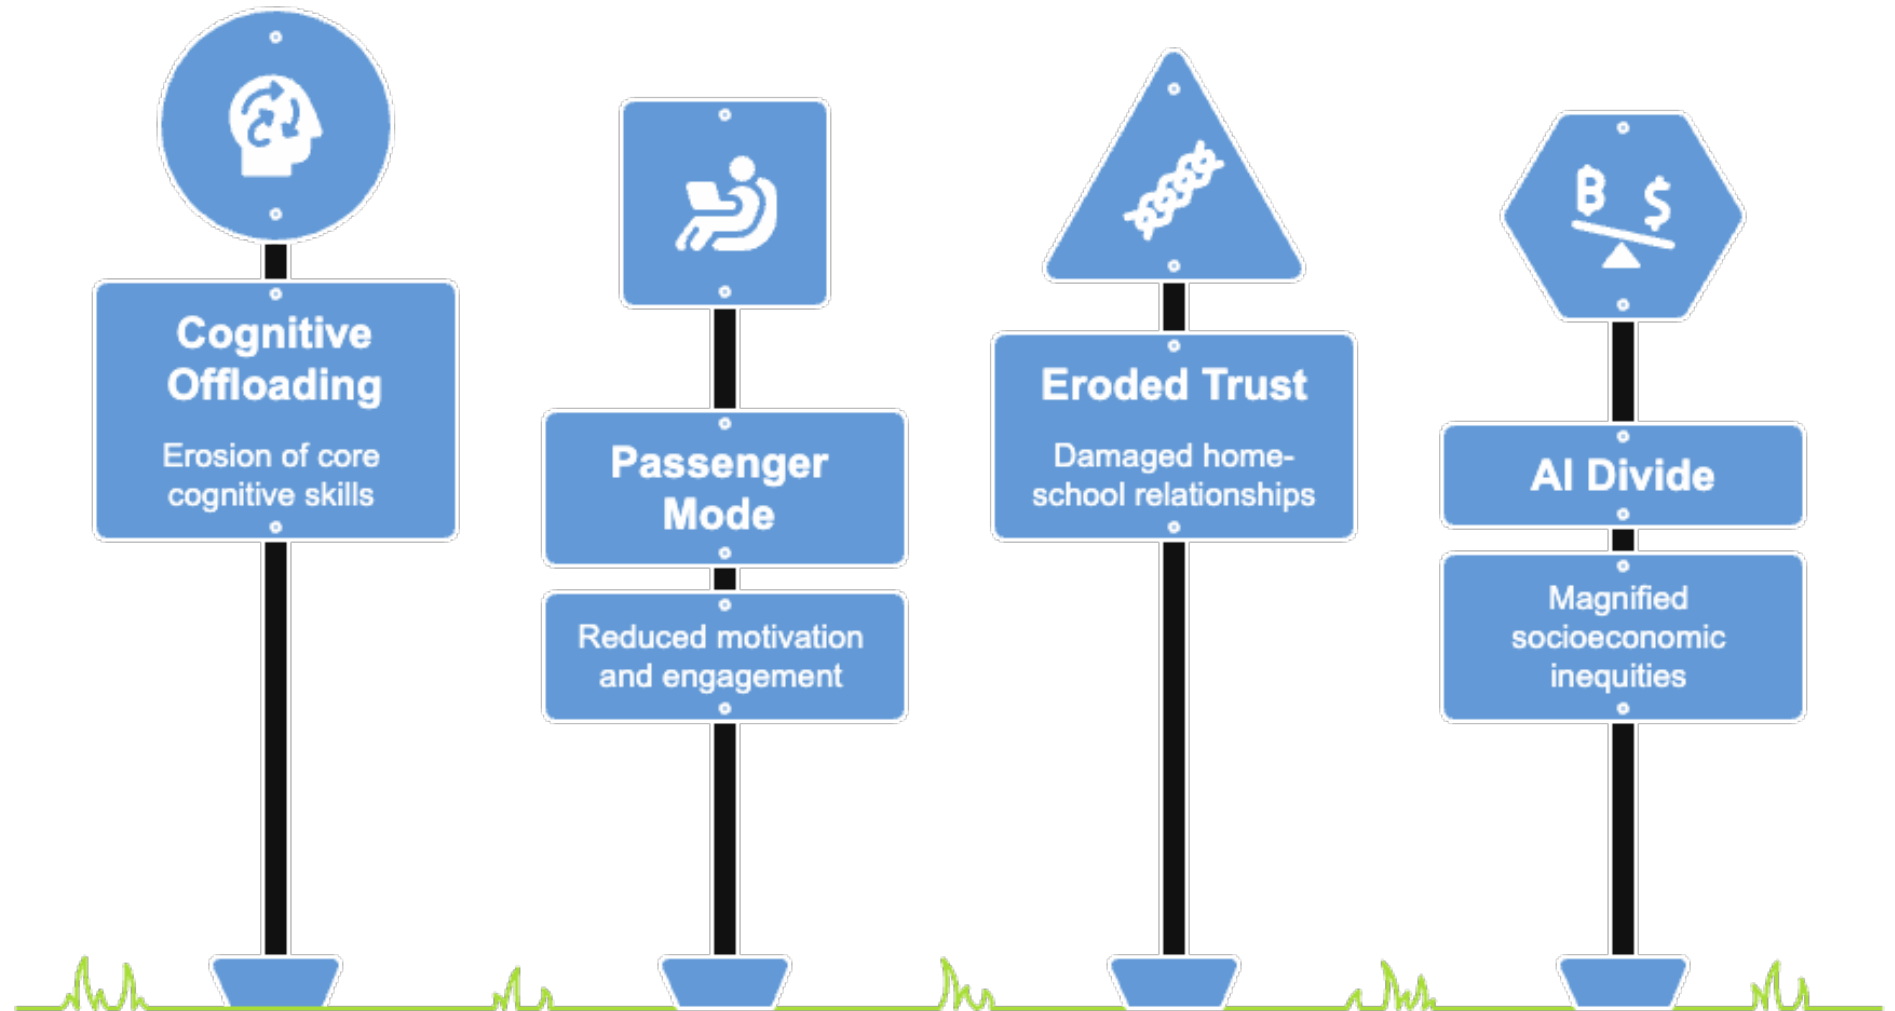 Cognitive
Offloading
Erosion of core
cognitive skills
Passenger
Mode
Reduced motivation
and engagement
Eroded Trust
Damaged home-
school relationships
AI Divide
Magnified
socioeconomic
inequities